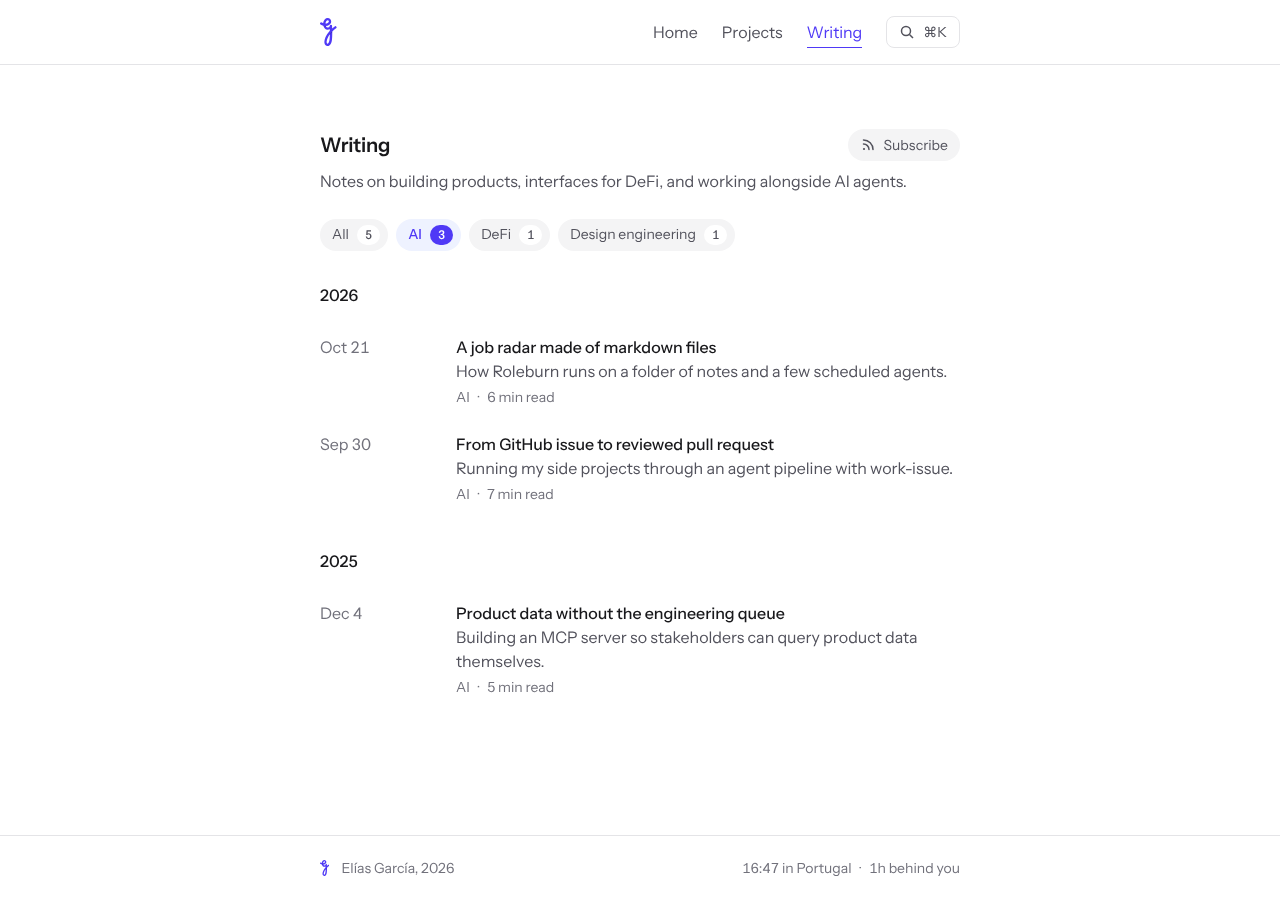 Home Projects Writing ⌘K
Writing
Subscribe
Notes on building products, interfaces for DeFi, and working alongside AI agents.
All 5 AI 3 DeFi 1 Design engineering 1
2026
Oct 21
A job radar made of markdown files
How Roleburn runs on a folder of notes and a few scheduled agents.
AI · 6 min read
Sep 30
From GitHub issue to reviewed pull request
Running my side projects through an agent pipeline with work-issue.
AI · 7 min read
2025
Dec 4
Product data without the engineering queue
Building an MCP server so stakeholders can query product data
themselves.
AI · 5 min read
Elías García, 2026
16:47 in Portugal · 1h behind you